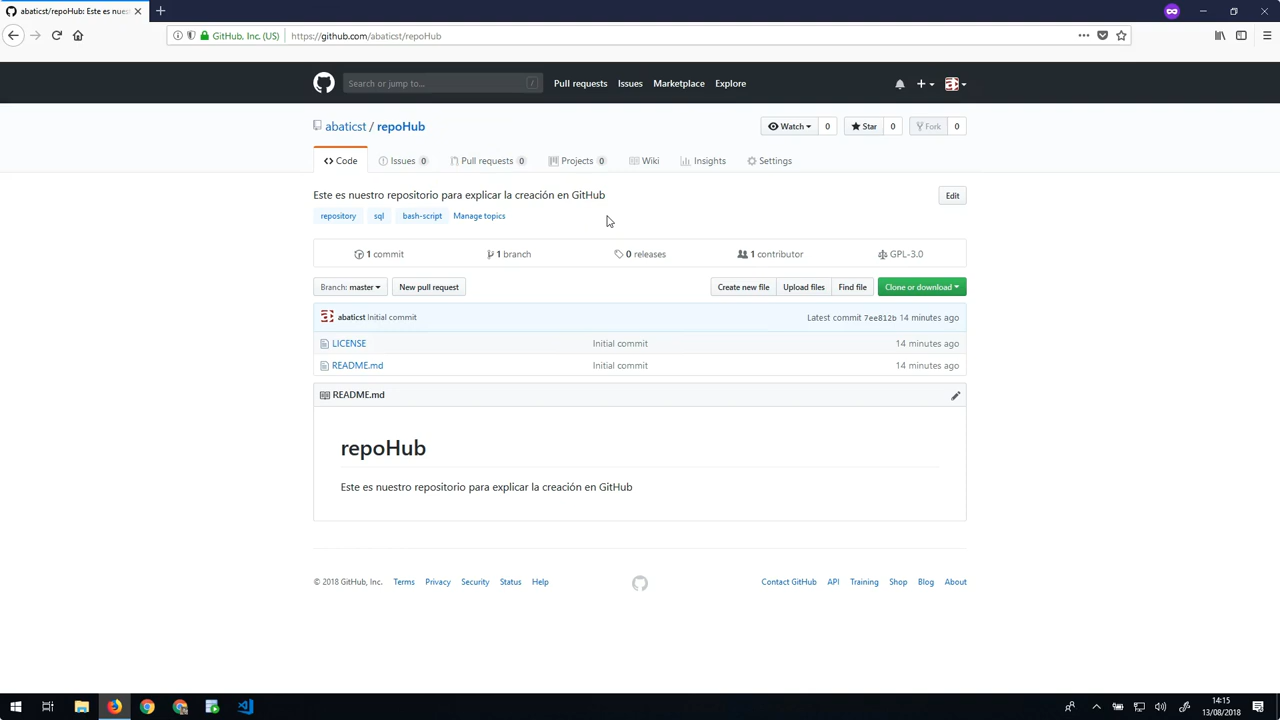 abaticst/repoHub: Este es nues
GitHub, Inc. (US) https://github.com/abaticst/repoHub
Search or jump to... / Pull requests Issues Marketplace Explore
abaticst / repoHub Watch 0 Star 0 Fork 0
Code Issues 0 Pull requests 0 Projects 0 Wiki Insights Settings
Este es nuestro repositorio para explicar la creación en GitHub Edit
repository sql bash-script Manage topics
1 commit 1 branch 0 releases 1 contributor GPL-3.0
Branch: master New pull request Create new file Upload files Find file Clone or download
abaticst Initial commit Latest commit 7ee812b 14 minutes ago
LICENSE Initial commit 14 minutes ago
README.md Initial commit 14 minutes ago
README.md
repoHub
Este es nuestro repositorio para explicar la creación en GitHub
© 2018 GitHub, Inc. Terms Privacy Security Status Help Contact GitHub API Training Shop Blog About
14:15
13/08/2018